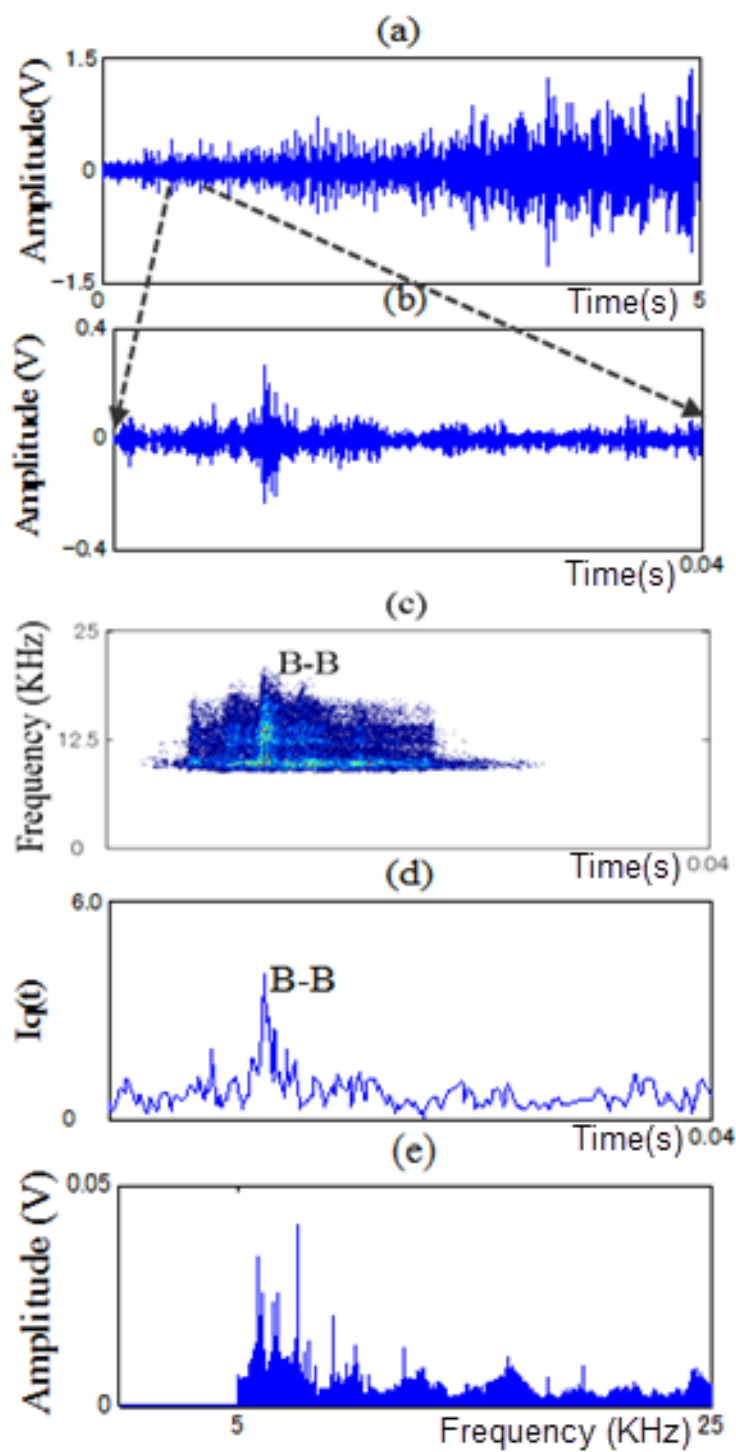 (a)
1.5
Amplitude(V)
0
−1.5
0
Time(s)
5
(b)
0.4
Amplitude (V)
0
−0.4
Time(s)
0.04
(c)
25
B-B
Frequency (KHz)
12.5
0
Time(s)
0.04
(d)
6.0
B-B
Iq(t)
0
Time(s)
0.04
(e)
0.05
Amplitude (V)
0
5
Frequency (KHz)
25